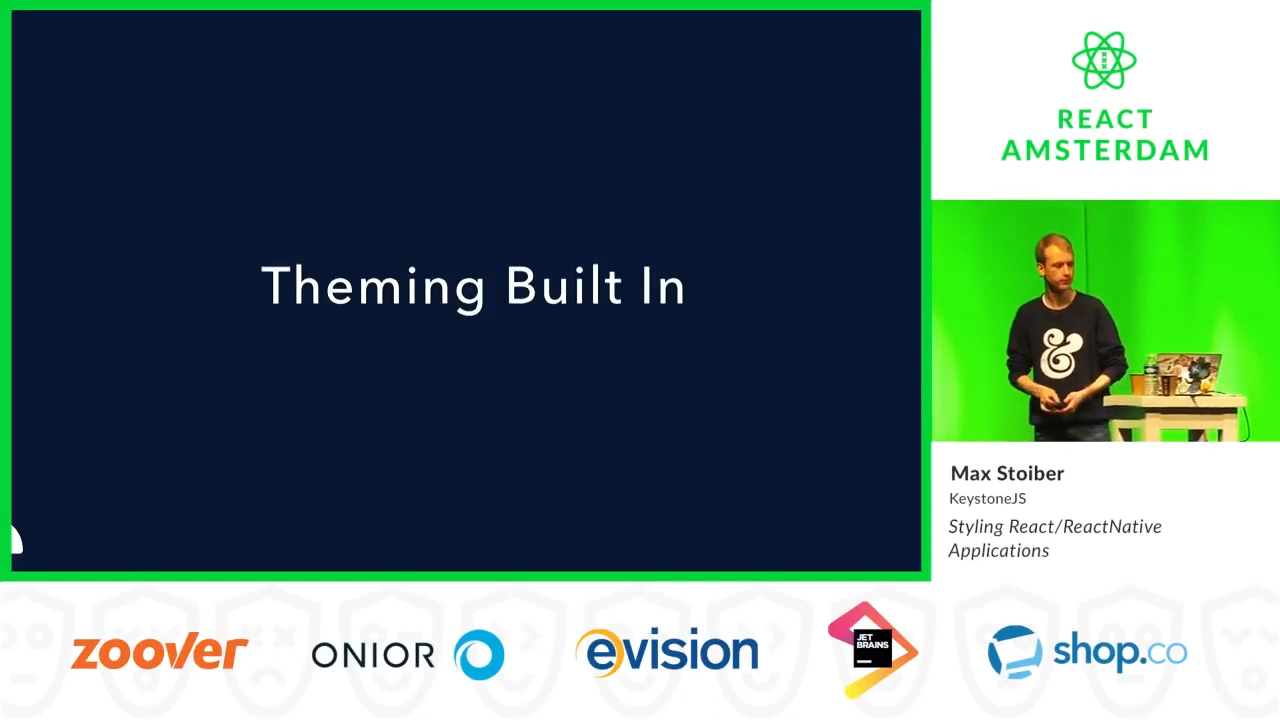 Theming Built In
REACT
AMSTERDAM
&
Max Stoiber
KeystoneJS
Styling React/ReactNative
Applications
zoover
ONIOR
evision
JET
BRAINS
shop.co